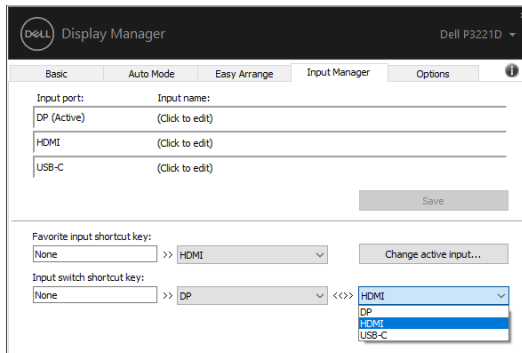 DELL Display Manager Dell P3221D
Basic Auto Mode Easy Arrange Input Manager Options
Input port: Input name:
DP (Active) (Click to edit)
HDMI (Click to edit)
USB-C (Click to edit)
Save
Favorite input shortcut key:
None >> HDMI Change active input...
Input switch shortcut key:
None >> DP <<>> HDMI
DP
HDMI
USB-C